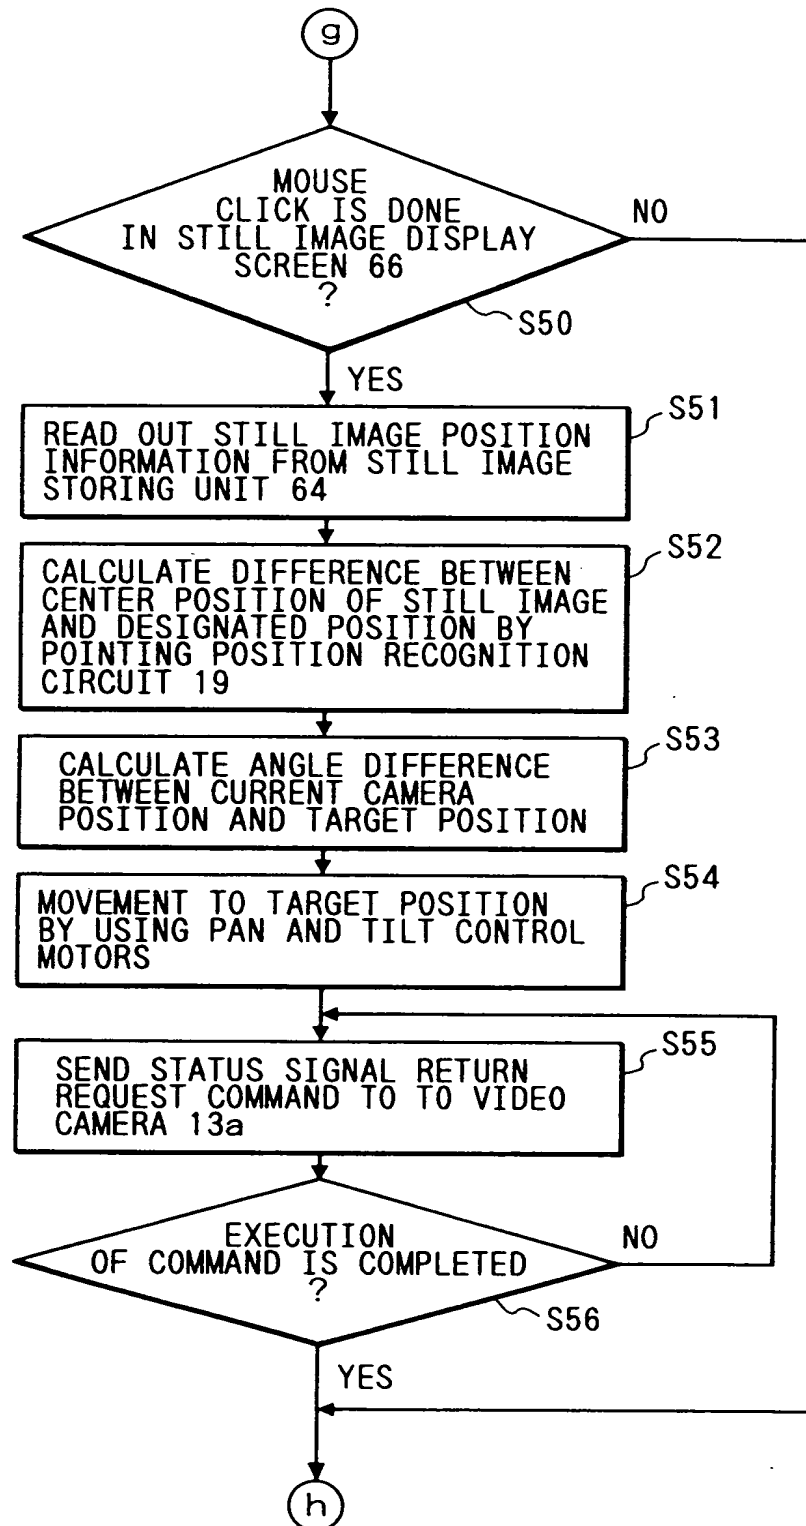 g
MOUSE
CLICK IS DONE
IN STILL IMAGE DISPLAY
SCREEN 66
?
NO
S50
YES
S51
READ OUT STILL IMAGE POSITION
INFORMATION FROM STILL IMAGE
STORING UNIT 64
S52
CALCULATE DIFFERENCE BETWEEN
CENTER POSITION OF STILL IMAGE
AND DESIGNATED POSITION BY
POINTING POSITION RECOGNITION
CIRCUIT 19
S53
CALCULATE ANGLE DIFFERENCE
BETWEEN CURRENT CAMERA
POSITION AND TARGET POSITION
S54
MOVEMENT TO TARGET POSITION
BY USING PAN AND TILT CONTROL
MOTORS
S55
SEND STATUS SIGNAL RETURN
REQUEST COMMAND TO TO VIDEO
CAMERA 13a
EXECUTION
OF COMMAND IS COMPLETED
?
NO
S56
YES
h